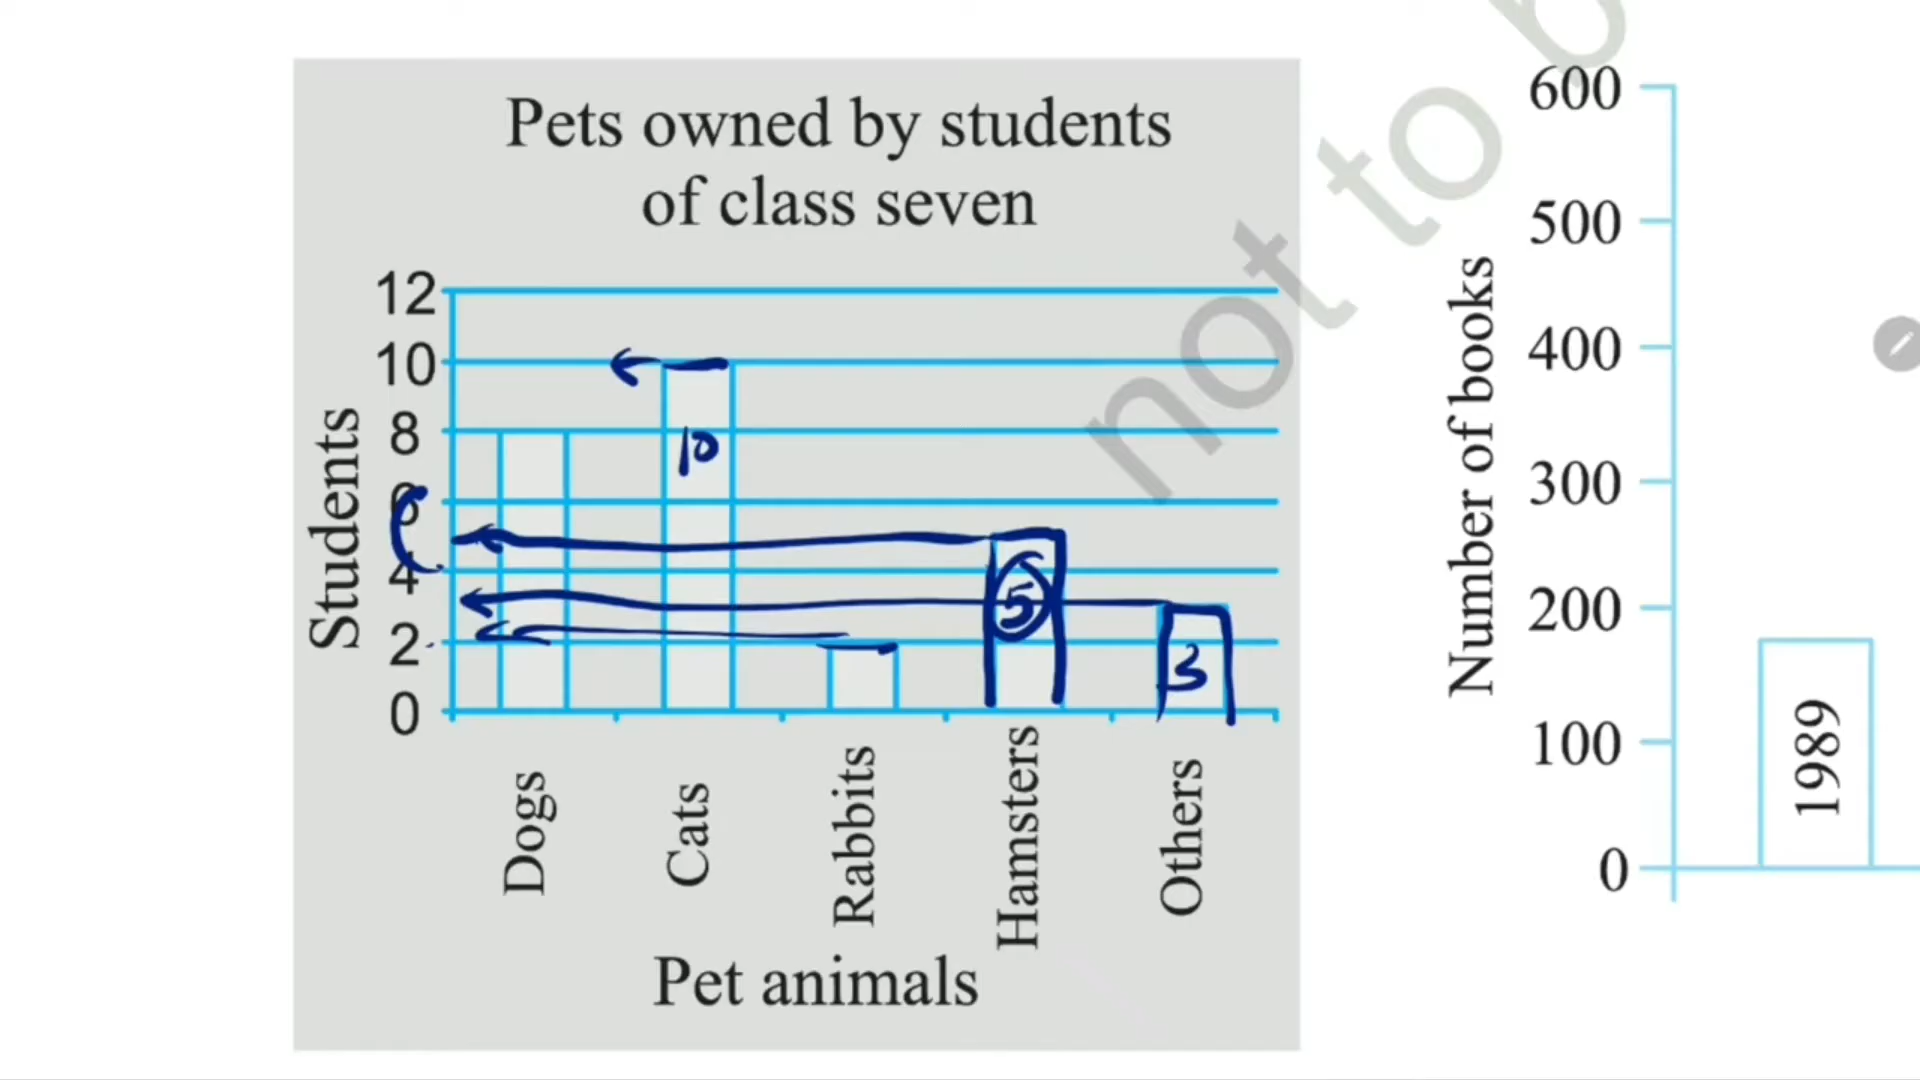 Pets owned by students
of class seven
Students
12
10
8
6
4
2
0
10
5
3
Dogs
Cats
Rabbits
Hamsters
Others
Pet animals
not to b
Number of books
600
500
400
300
200
100
0
1989